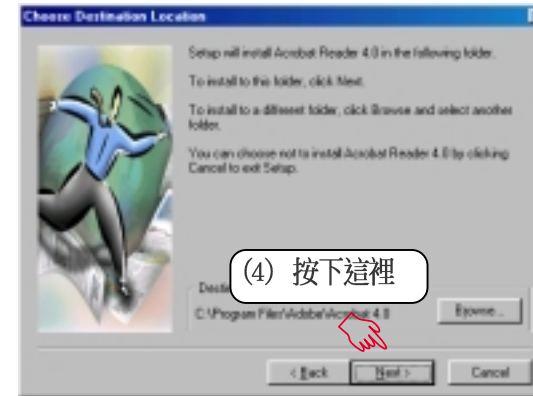 Choose Destination Location
Setup will install Acrobat Reader 4.0 in the following folder.
To install to this folder, click Next.
To install to a different folder, click Browse and select another
folder.
You can choose not to install Acrobat Reader 4.0 by clicking
Cancel to exit Setup.
(4) 按下這裡
C:\Program Files\Adobe\Acrobat 4.0
Browse...
< Back
Next >
Cancel